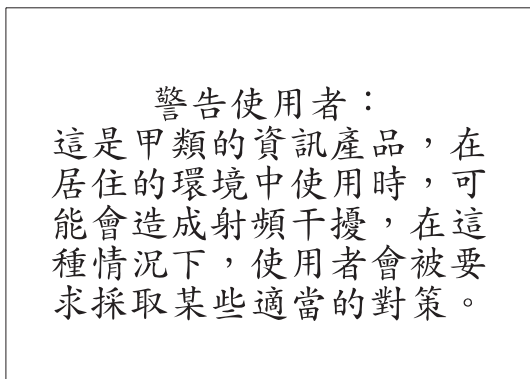 警告使用者：
這是甲類的資訊產品，在
居住的環境中使用時，可
能會造成射頻干擾，在這
種情況下，使用者會被要
求採取某些適當的對策。